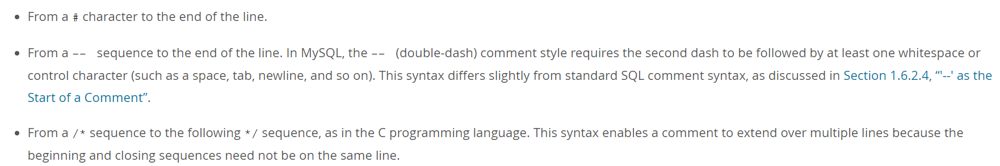 • From a # character to the end of the line.
• From a -- sequence to the end of the line. In MySQL, the -- (double-dash) comment style requires the second dash to be followed by at least one whitespace or
control character (such as a space, tab, newline, and so on). This syntax differs slightly from standard SQL comment syntax, as discussed in Section 1.6.2.4, “'--' as the
Start of a Comment”.
• From a /* sequence to the following */ sequence, as in the C programming language. This syntax enables a comment to extend over multiple lines because the
beginning and closing sequences need not be on the same line.